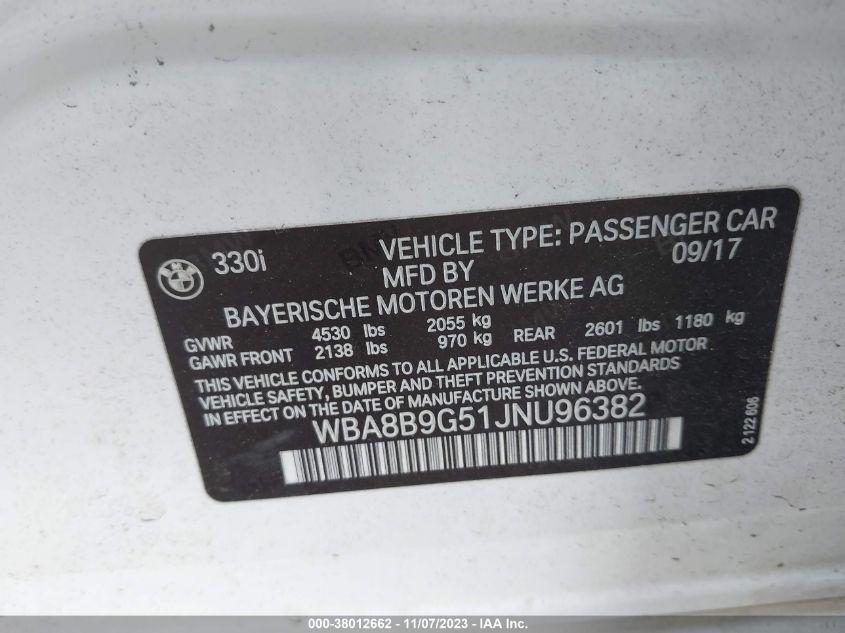 330i VEHICLE TYPE: PASSENGER CAR
MFD BY 09/17
BAYERISCHE MOTOREN WERKE AG
GVWR 4530 lbs 2055 kg
GAWR FRONT 2138 lbs 970 kg REAR 2601 lbs 1180 kg
THIS VEHICLE CONFORMS TO ALL APPLICABLE U.S. FEDERAL MOTOR
VEHICLE SAFETY, BUMPER AND THEFT PREVENTION STANDARDS
IN EFFECT ON THE DATE OF MANUFACTURE SHOWN ABOVE.
WBA8B9G51JNU96382
2 122 606
000-38012662 - 11/07/2023 - IAA Inc.